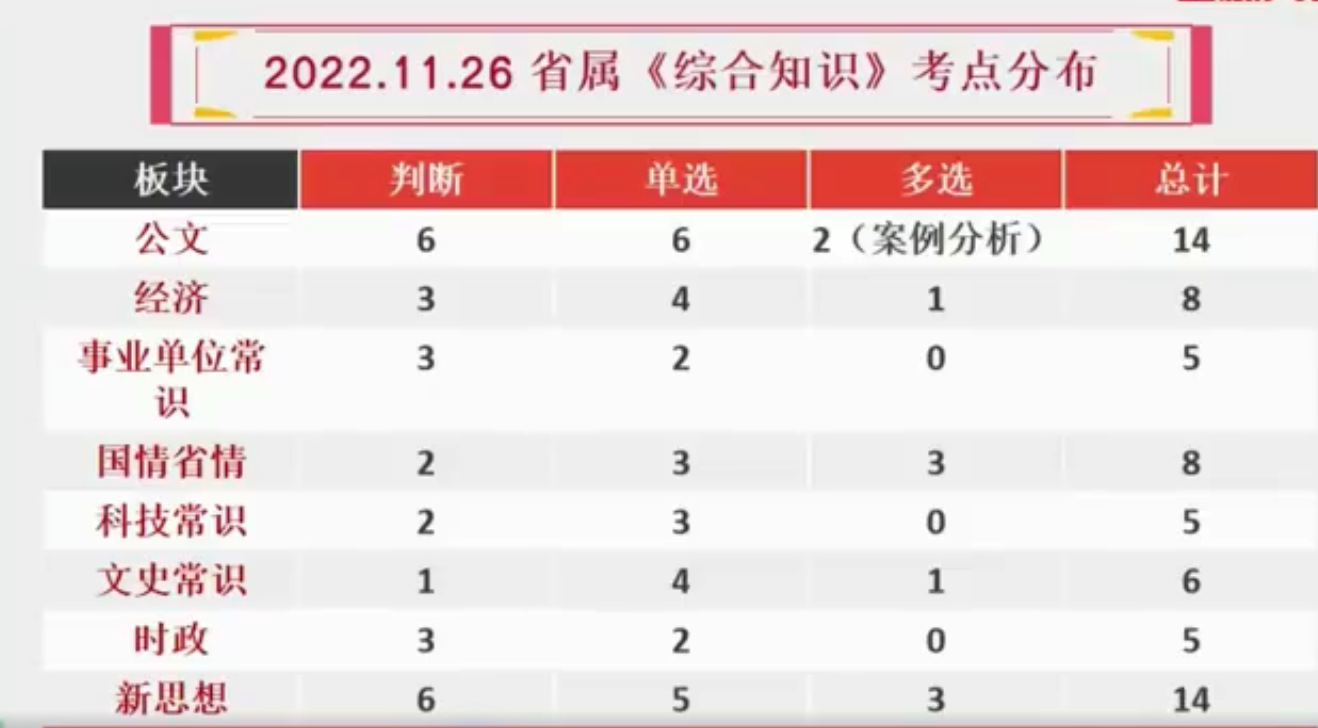 2022.11.26 省属《综合知识》考点分布
板块 判断 单选 多选 总计
公文 6 6 2（案例分析） 14
经济 3 4 1 8
事业单位常
识 3 2 0 5
国情省情 2 3 3 8
科技常识 2 3 0 5
文史常识 1 4 1 6
时政 3 2 0 5
新思想 6 5 3 14